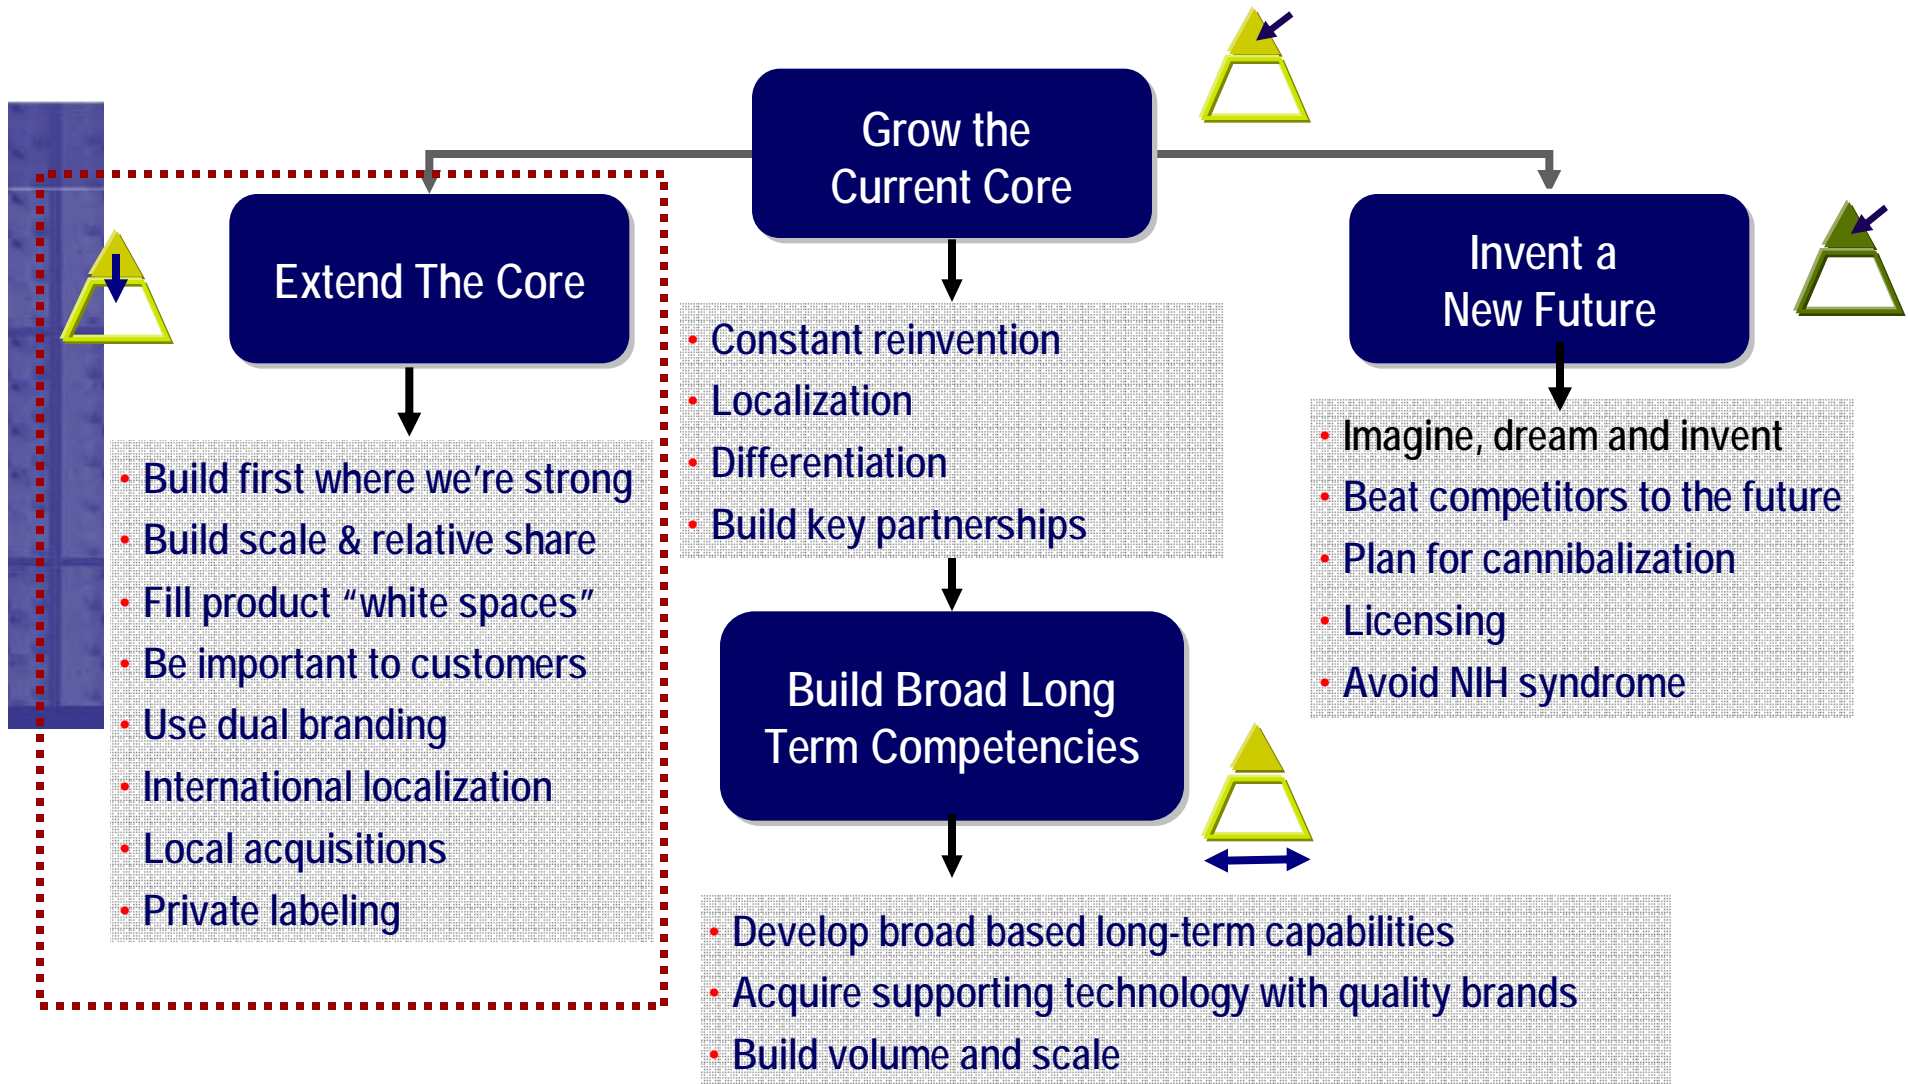 Grow the
Current Core
Extend The Core
Invent a
New Future
• Constant reinvention
• Localization
• Differentiation
• Build key partnerships
• Build first where we’re strong
• Build scale & relative share
• Fill product “white spaces”
• Be important to customers
• Use dual branding
• International localization
• Local acquisitions
• Private labeling
• Imagine, dream and invent
• Beat competitors to the future
• Plan for cannibalization
• Licensing
• Avoid NIH syndrome
Build Broad Long
Term Competencies
• Develop broad based long-term capabilities
• Acquire supporting technology with quality brands
• Build volume and scale